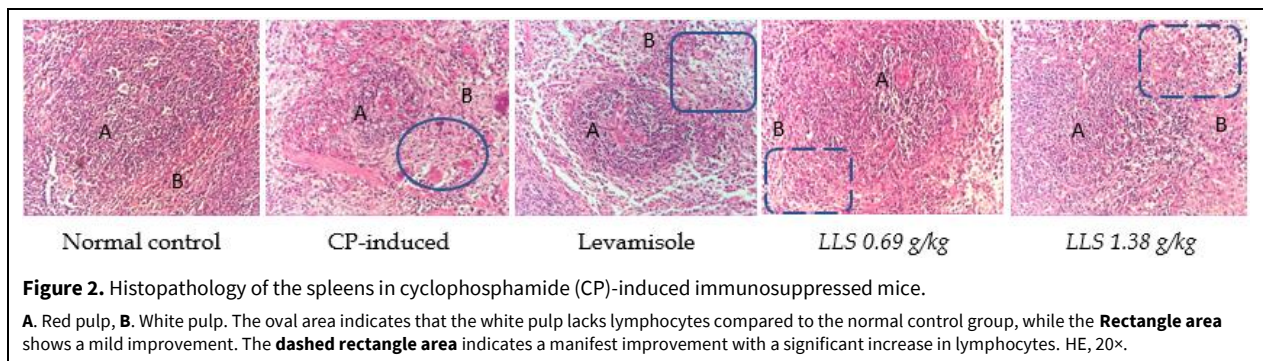 A
B
B
A
B
A
A
B
A
B
Normal control
CP-induced
Levamisole
LLS 0.69 g/kg
LLS 1.38 g/kg
Figure 2. Histopathology of the spleens in cyclophosphamide (CP)-induced immunosuppressed mice.
A. Red pulp, B. White pulp. The oval area indicates that the white pulp lacks lymphocytes compared to the normal control group, while the Rectangle area
shows a mild improvement. The dashed rectangle area indicates a manifest improvement with a significant increase in lymphocytes. HE, 20×.